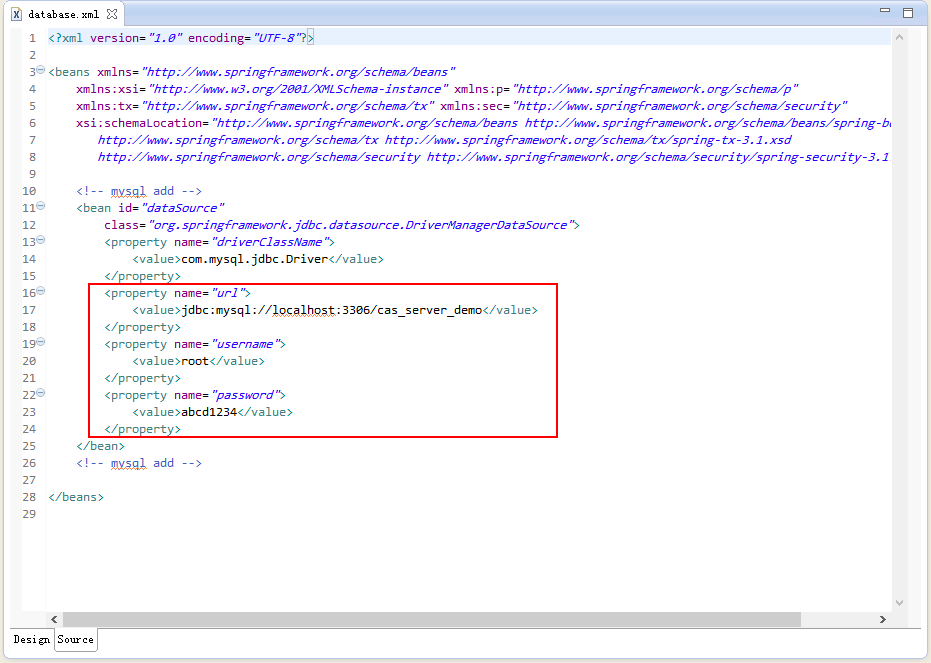 database.xml
1 <?xml version="1.0" encoding="UTF-8"?>
2
3 <beans xmlns="http://www.springframework.org/schema/beans"
4 xmlns:xsi="http://www.w3.org/2001/XMLSchema-instance" xmlns:p="http://www.springframework.org/schema/p"
5 xmlns:tx="http://www.springframework.org/schema/tx" xmlns:sec="http://www.springframework.org/schema/security"
6 xsi:schemaLocation="http://www.springframework.org/schema/beans http://www.springframework.org/schema/beans/spring-be
7 http://www.springframework.org/schema/tx http://www.springframework.org/schema/tx/spring-tx-3.1.xsd
8 http://www.springframework.org/schema/security http://www.springframework.org/schema/security/spring-security-3.1.
9
10 <!-- mysql add -->
11 <bean id="dataSource"
12 class="org.springframework.jdbc.datasource.DriverManagerDataSource">
13 <property name="driverClassName">
14 <value>com.mysql.jdbc.Driver</value>
15 </property>
16 <property name="url">
17 <value>jdbc:mysql://localhost:3306/cas_server_demo</value>
18 </property>
19 <property name="username">
20 <value>root</value>
21 </property>
22 <property name="password">
23 <value>abcd1234</value>
24 </property>
25 </bean>
26 <!-- mysql add -->
27
28 </beans>
29
Design Source